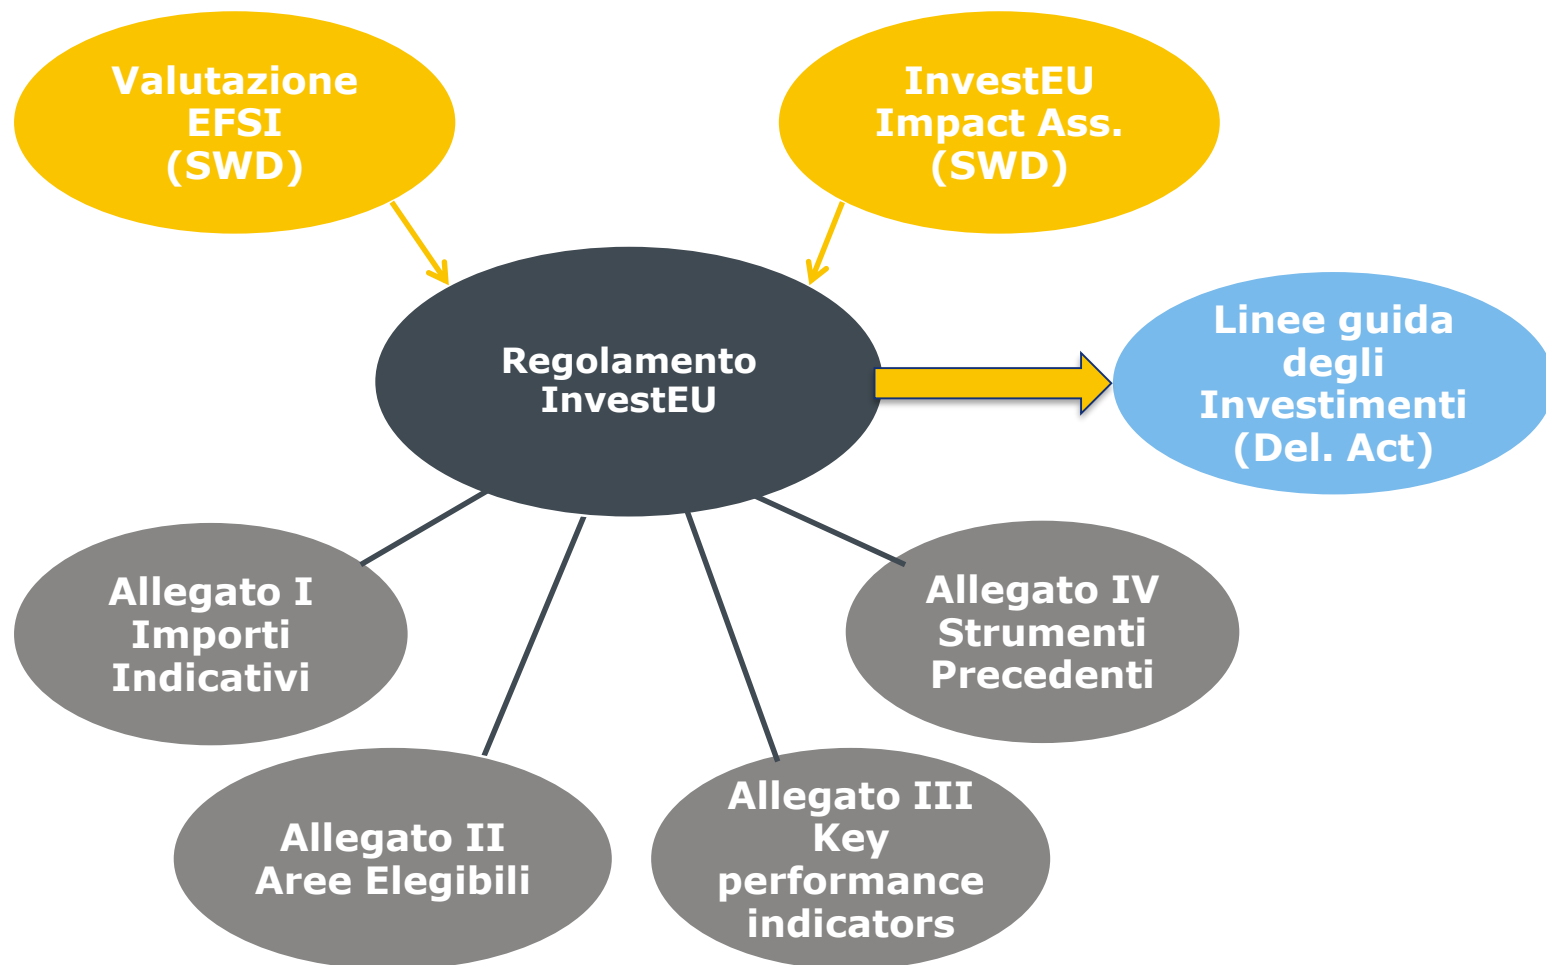 Valutazione
EFSI
(SWD)
InvestEU
Impact Ass.
(SWD)
Regolamento
InvestEU
Linee guida
degli
Investimenti
(Del. Act)
Allegato I
Importi
Indicativi
Allegato IV
Strumenti
Precedenti
Allegato II
Aree Elegibili
Allegato III
Key
performance
indicators